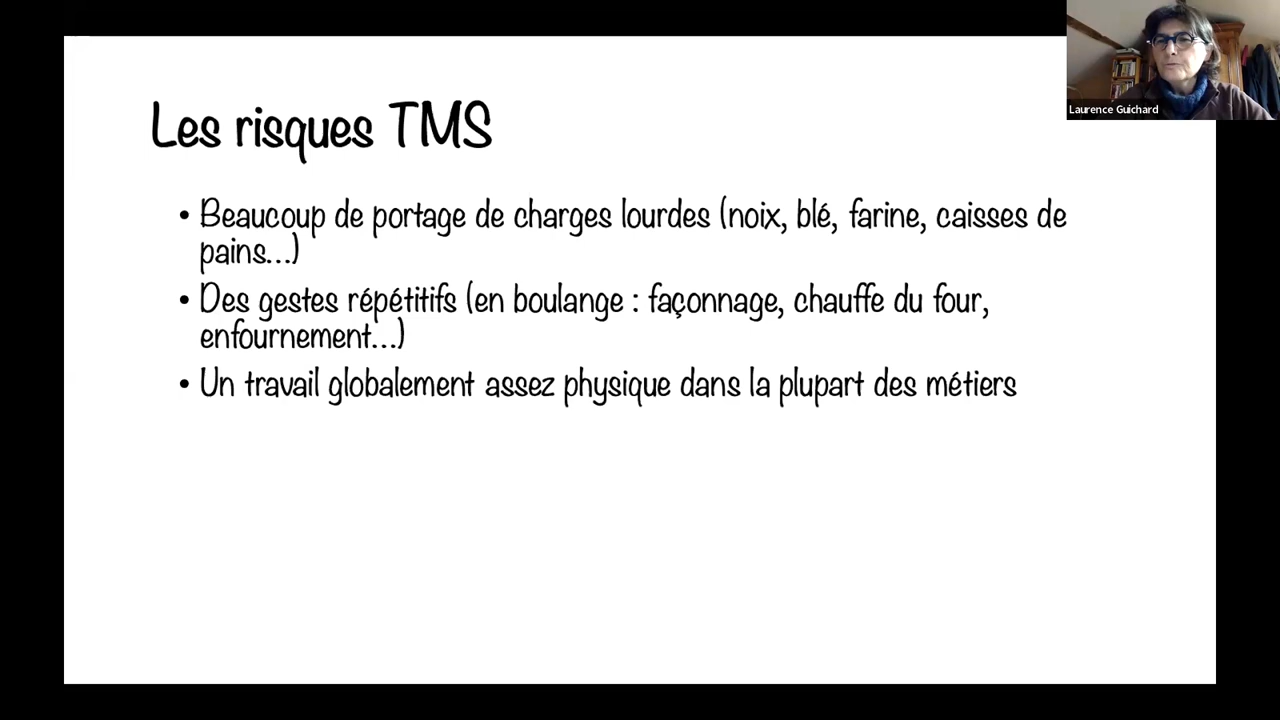 Laurence Guichard
Les risques TMS
• Beaucoup de portage de charges lourdes (noix, blé, farine, caisses de
pains...)
• Des gestes répétitifs (en boulange : façonnage, chauffe du four,
enfournement...)
• Un travail globalement assez physique dans la plupart des métiers